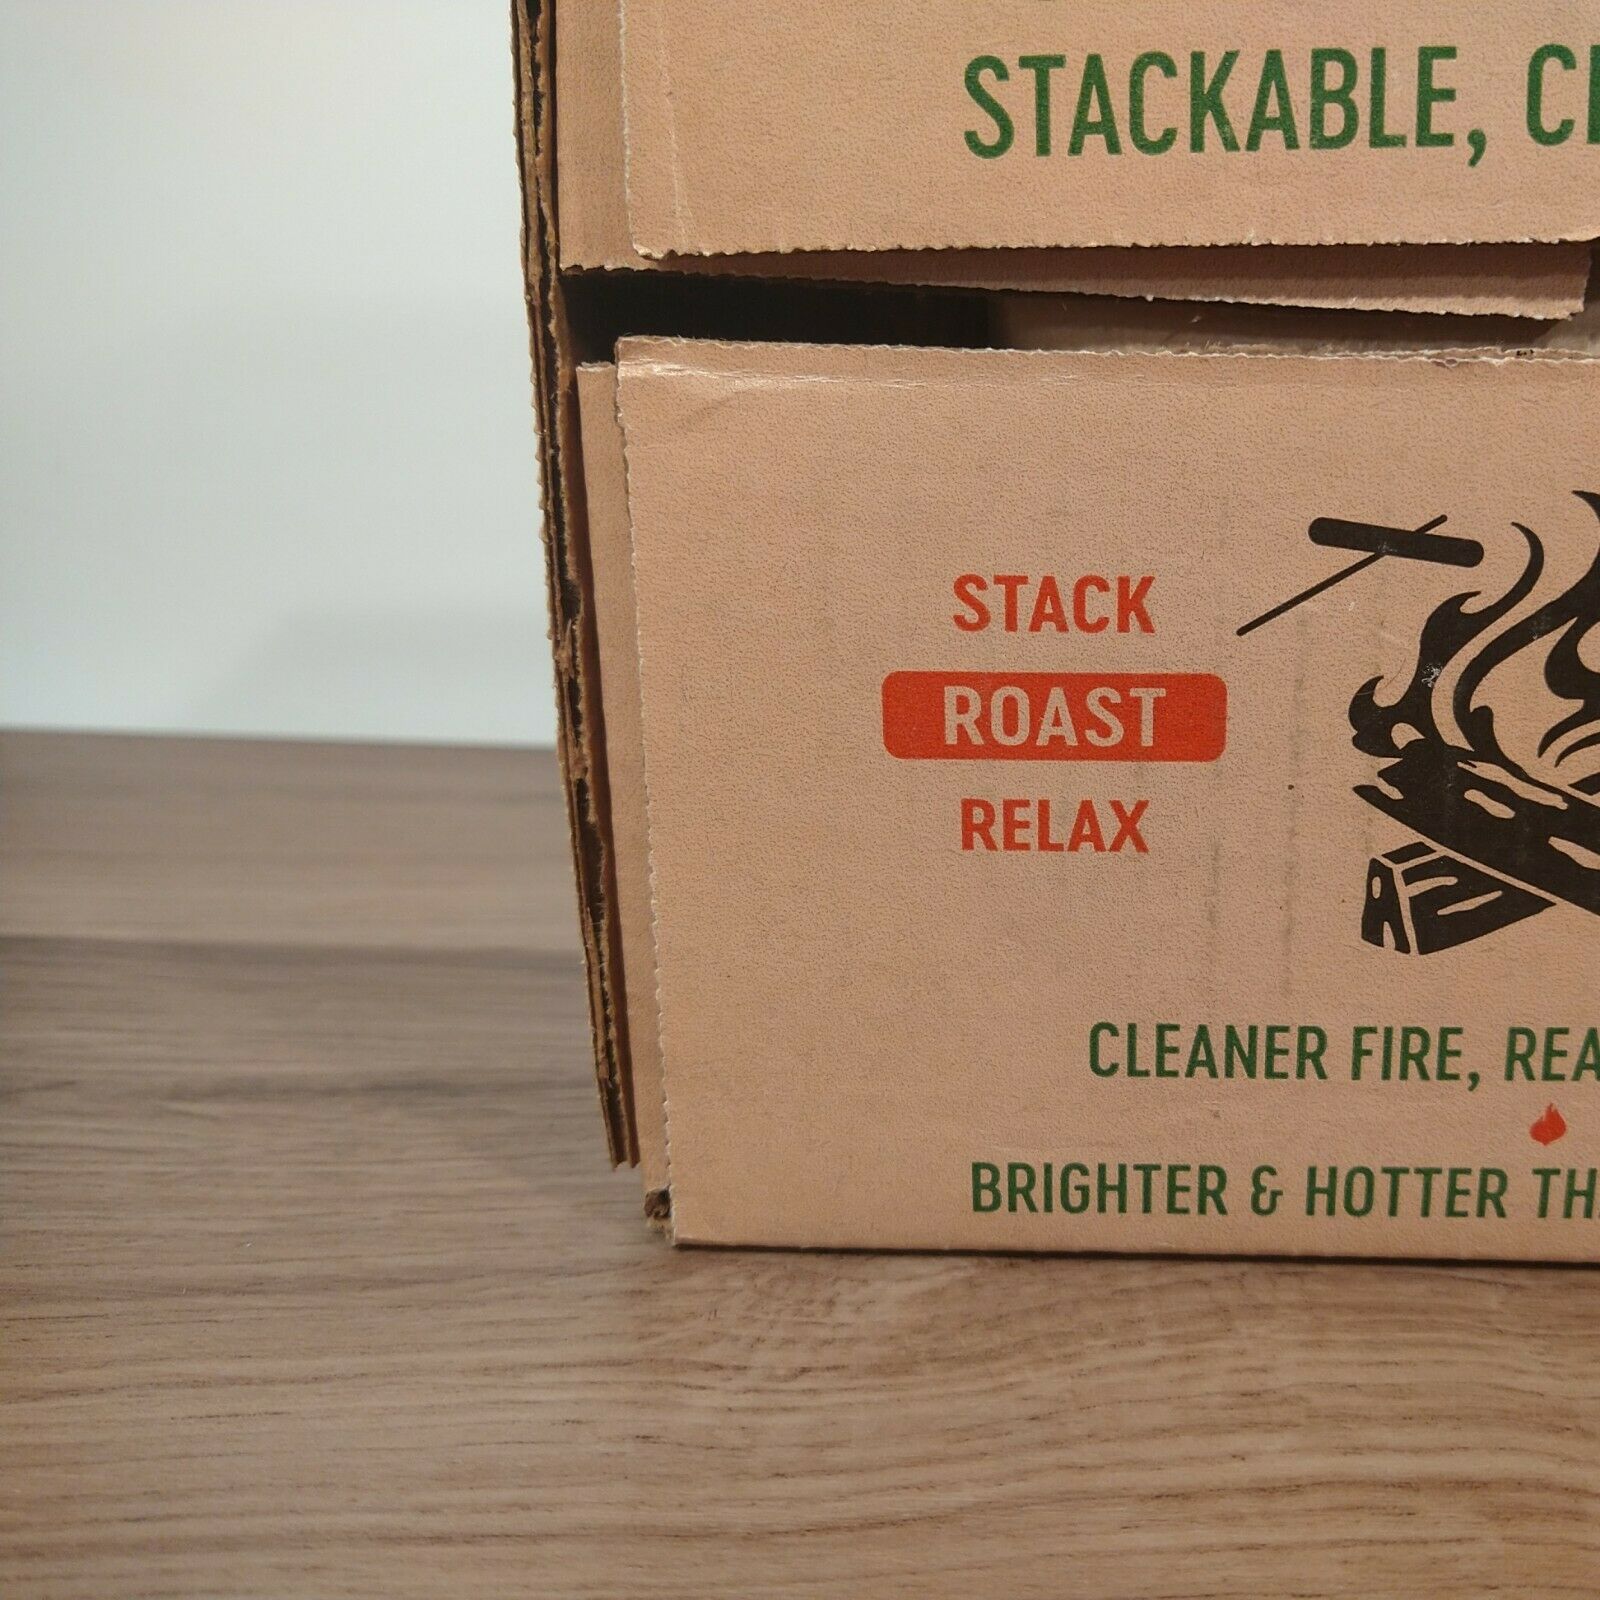 STACKABLE,
STACK
ROAST
RELAX
CLEANER FIRE,
BRIGHTER & HOTTER